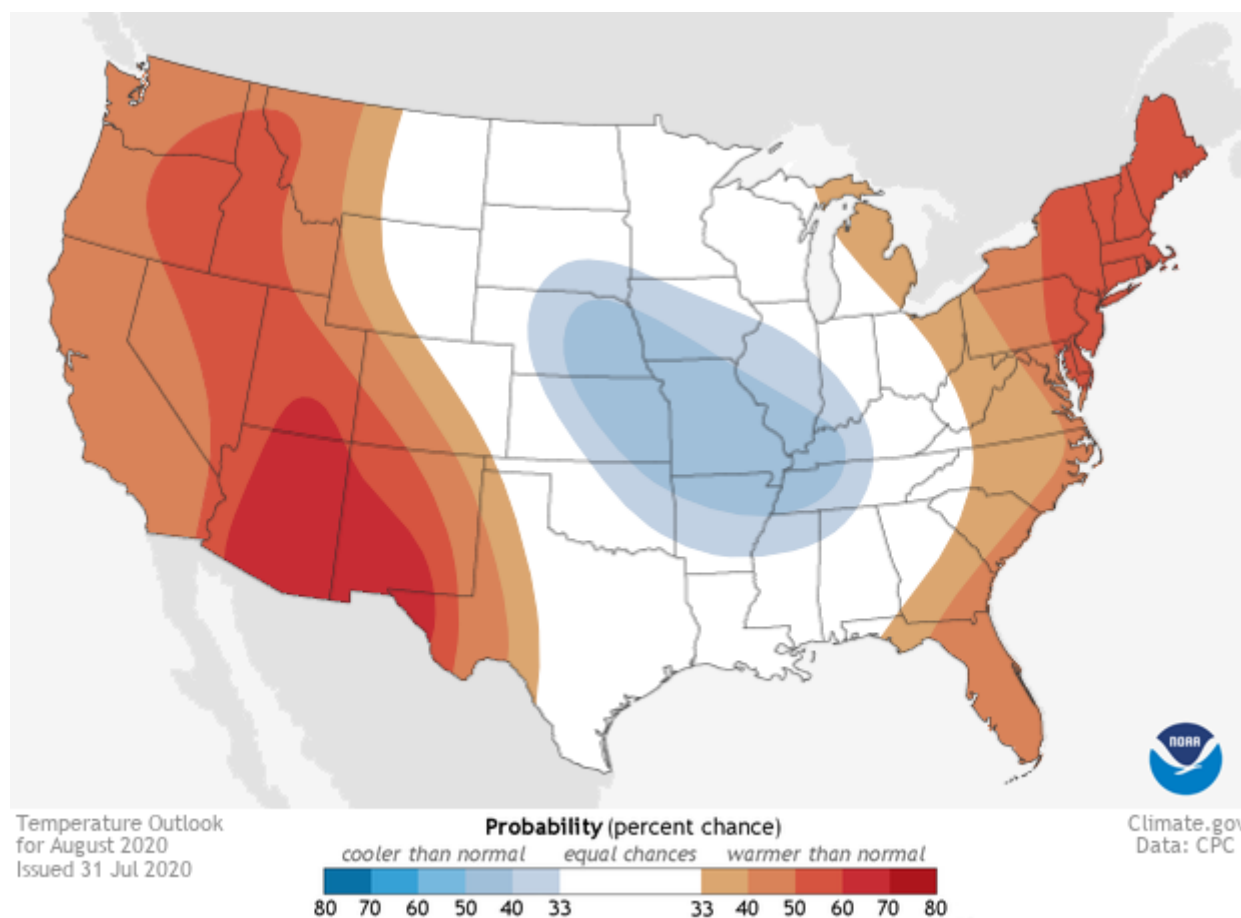 NOAA
Temperature Outlook
for August 2020
Issued 31 Jul 2020
Probability (percent chance)
cooler than normal equal chances warmer than normal
80 70 60 50 40 33 33 40 50 60 70 80
Climate.gov
Data: CPC